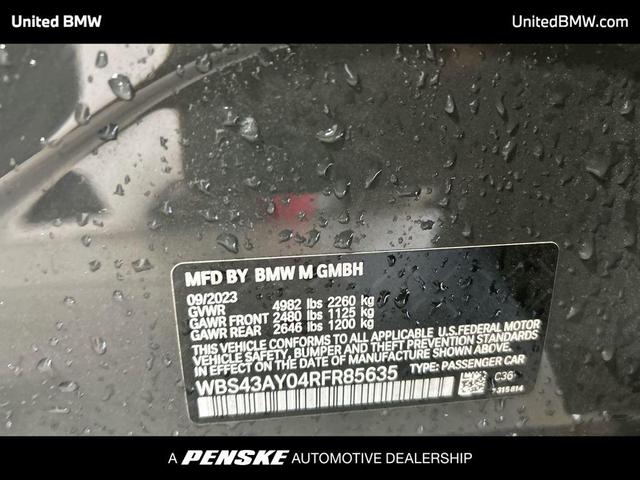 United BMW
UnitedBMW.com
MFD BY BMW M GMBH
09/2023
GVWR 4982 lbs 2260 kg
GAWR FRONT 2480 lbs 1125 kg
GAWR REAR 2646 lbs 1200 kg
THIS VEHICLE CONFORMS TO ALL APPLICABLE U.S.FEDERAL MOTOR
VEHICLE SAFETY, BUMPER AND THEFT PREVENTION STANDARDS
IN EFFECT ON THE DATE OF MANUFACTURE SHOWN ABOVE.
WBS43AY04RFR85635 TYPE: PASSENGER CAR
C36
7315814
A PENSKE AUTOMOTIVE DEALERSHIP